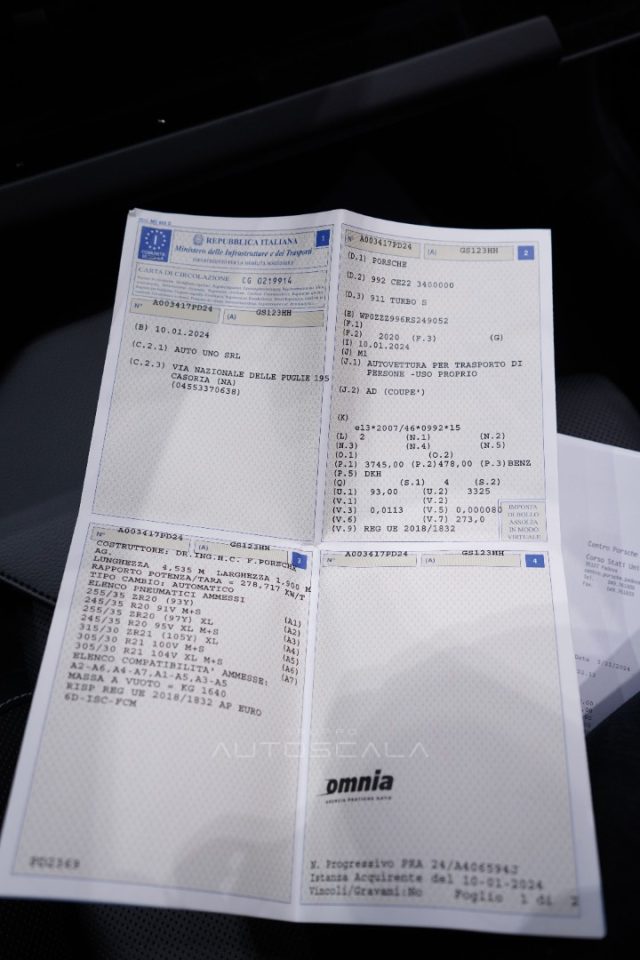 1
REPUBBLICA ITALIANA
Ministero delle Infrastrutture e dei Trasporti
CARTA DI CIRCOLAZIONE
CG 0219914
N° A003417PD24 (A) GS123HH
(B) 10.01.2024
(C.2.1) AUTO UNO SRL
(C.2.3) VIA NAZIONALE DELLE PUGLIE 195
CASORIA (NA)
(04553370638)
N° A003417PD24 (A) GS123HH 2
(D.1) PORSCHE
(D.2) 992 CE22 3400000
(D.3) 911 TURBO S
(E) WP0ZZZ996RS249052
(F.1)
(F.2) 2020 (F.3) (G)
(I) 10.01.2024
(J) M1
(J.1) AUTOVETTURA PER TRASPORTO DI
PERSONE -USO PROPRIO
(J.2) AD (COUPE')
(K)
e13*2007/46*0992*15
(L) 2 (N.1) (N.2)
(N.3) (N.4) (N.5)
(O.1) (O.2)
(P.1) 3745,00 (P.2)478,00 (P.3)BENZ
(P.5) DKH
(Q) (S.1) 4 (S.2)
(U.1) 93,00 (U.2) 3325
(V.1) (V.2)
(V.3) 0,0113 (V.5) 0,000080
(V.6) (V.7) 273,0
(V.9) REG UE 2018/1832
IMPOSTA
DI BOLLO
ASSOLTA
IN MODO
VIRTUALE
A003417PD24 (A) GS123HH 3
COSTRUTTORE: DR.ING.H.C. F.PORSCHE
AG.
LUNGHEZZA 4,535 M LARGHEZZA 1,900 M
RAPPORTO POTENZA/TARA = 278,717 KW/T
TIPO CAMBIO: AUTOMATICO
ELENCO PNEUMATICI AMMESSI
255/35 ZR20 (93Y) (A1)
245/35 R20 91V M+S (A2)
255/35 ZR20 (97Y) XL (A3)
245/35 R20 95V XL M+S (A4)
315/30 ZR21 (105Y) XL (A5)
305/30 R21 100V M+S (A6)
305/30 R21 104V XL M+S (A7)
ELENCO COMPATIBILITA' AMMESSE:
A2-A6,A4-A7,A1-A5,A3-A5
MASSA A VUOTO = KG 1640
RISP REG UE 2018/1832 AP EURO
6D-ISC-FCM
PD2369
N° A003417PD24 (A) GS123HH 4
AUTOSCALA
omnia
AGENZIA PRATICHE AUTO
N. Progressivo PRA 24/A406594J
Istanza Acquirente del 10-01-2024
Vincoli/Gravami:No Foglio 1 di 2
Centro Porsche